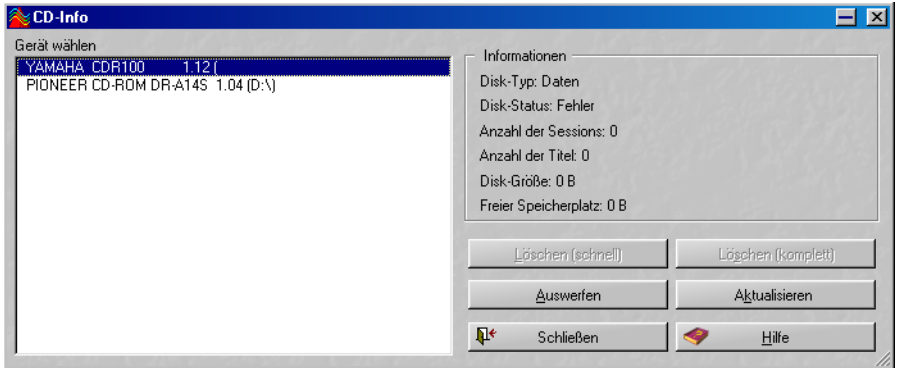 CD-Info
Gerät wählen
YAMAHA CDR100 1.12 (
PIONEER CD-ROM DR-A14S 1.04 (D:\)
Informationen
Disk-Typ: Daten
Disk-Status: Fehler
Anzahl der Sessions: 0
Anzahl der Titel: 0
Disk-Größe: 0 B
Freier Speicherplatz: 0 B
Löschen (schnell) Löschen (komplett)
Auswerfen Aktualisieren
Schließen Hilfe